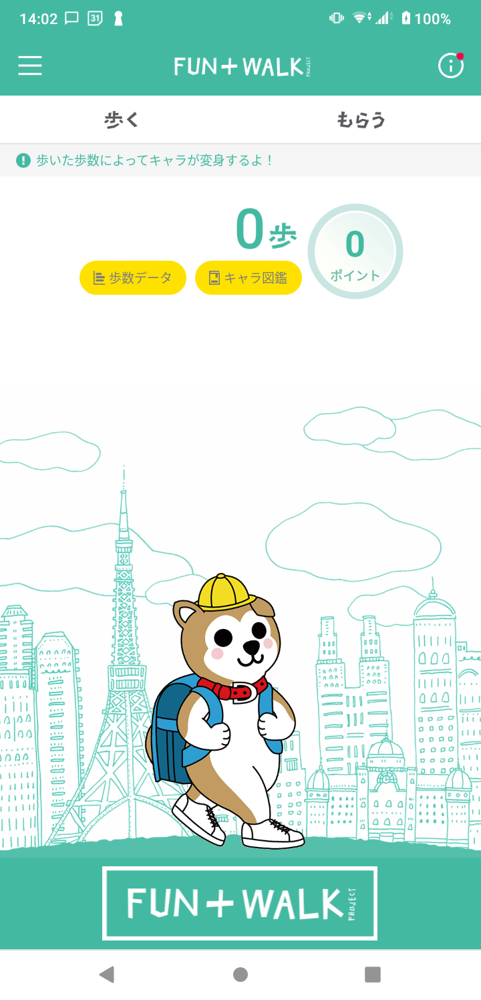 14:02
31
100%
FUN+WALK PROJECT
歩く
もらう
歩いた歩数によってキャラが変身するよ！
0歩
0
ポイント
歩数データ
キャラ図鑑
FUN+WALK PROJECT